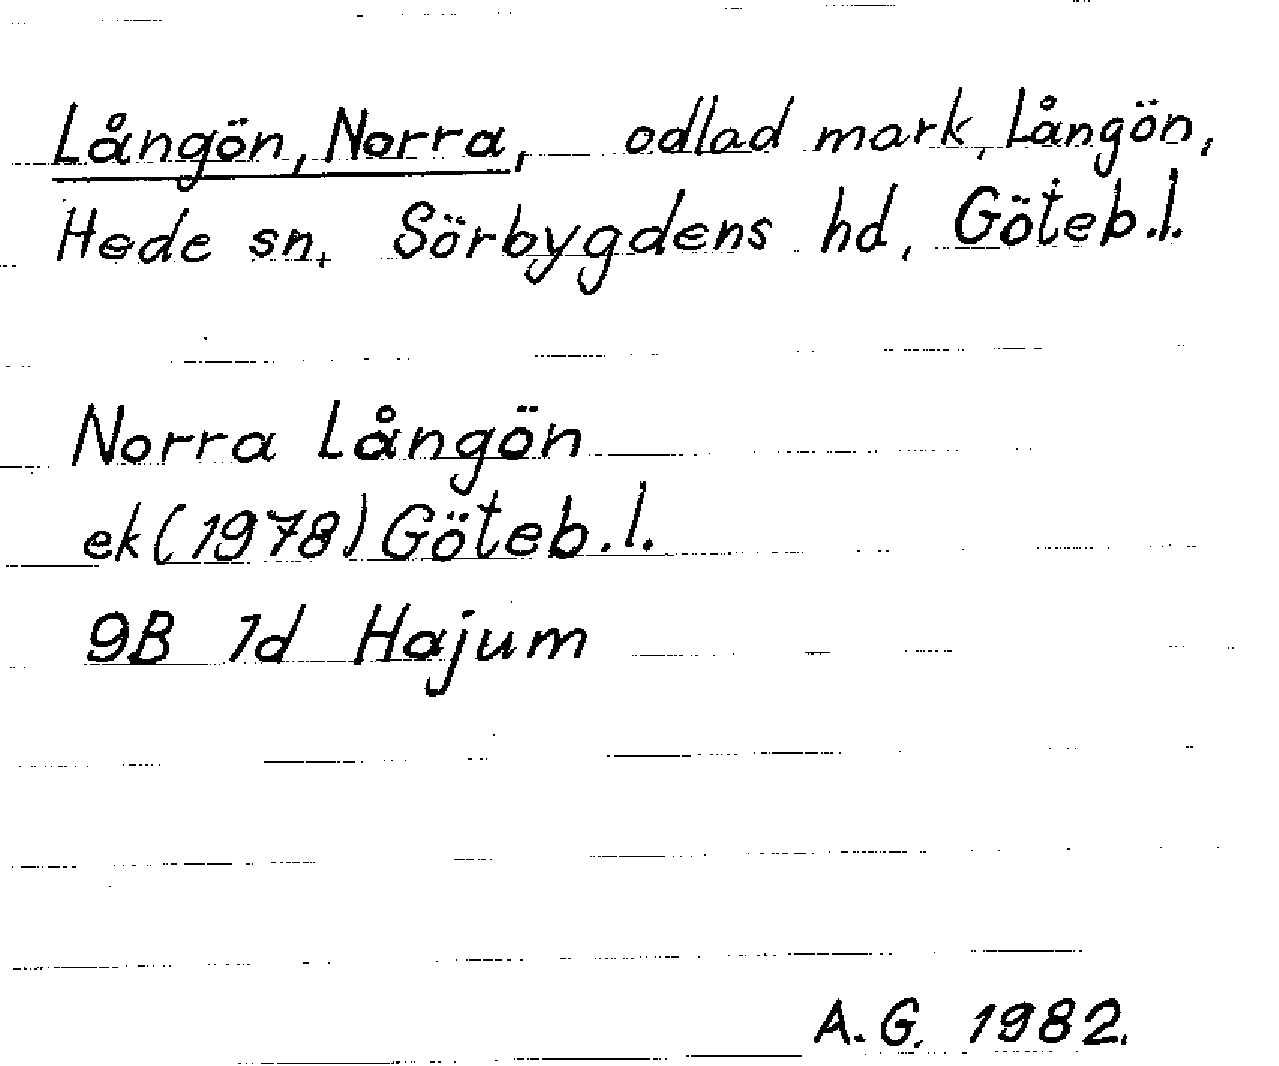 Långön, Norra, odlad mark, Långön,
Hede sn. Sörbygdens hd, Göteb.l.
Norra Långön
ek (1978) Göteb.l.
9B 1d Hajum
A.G. 1982.